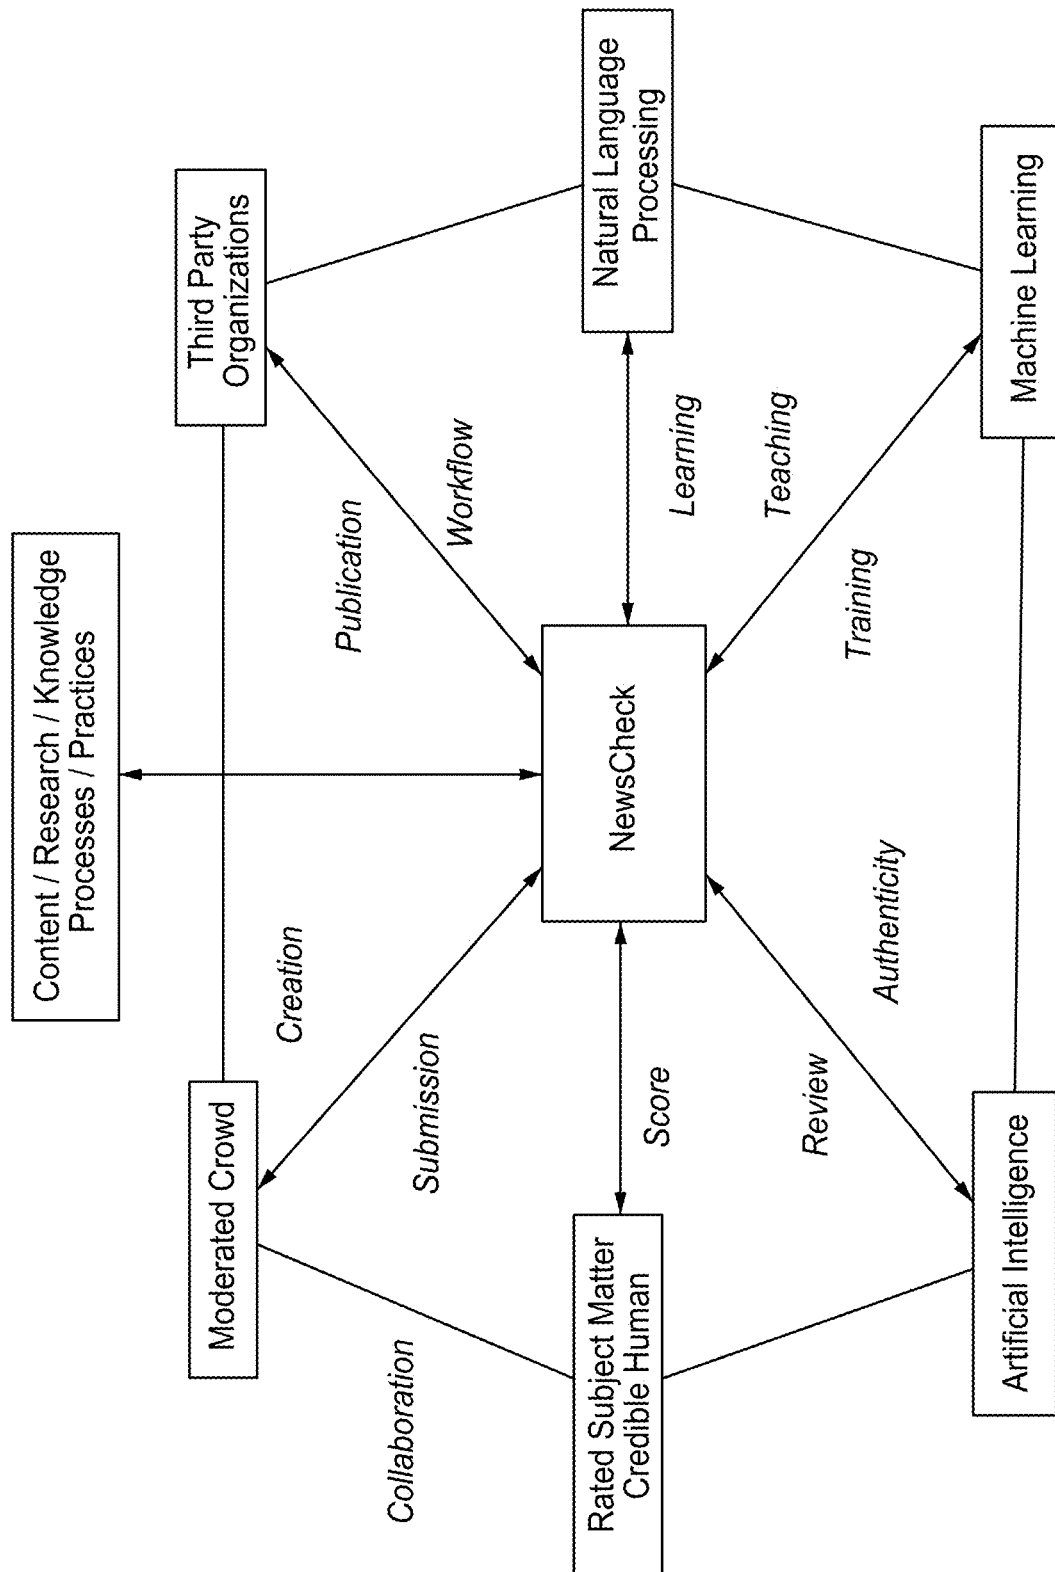 Content / Research / Knowledge
Processes / Practices
Moderated Crowd
Third Party
Organizations
Creation
Publication
Collaboration
Submission
Workflow
Rated Subject Matter
Credible Human
Score
NewsCheck
Learning
Natural Language
Processing
Teaching
Review
Authenticity
Training
Artificial Intelligence
Machine Learning